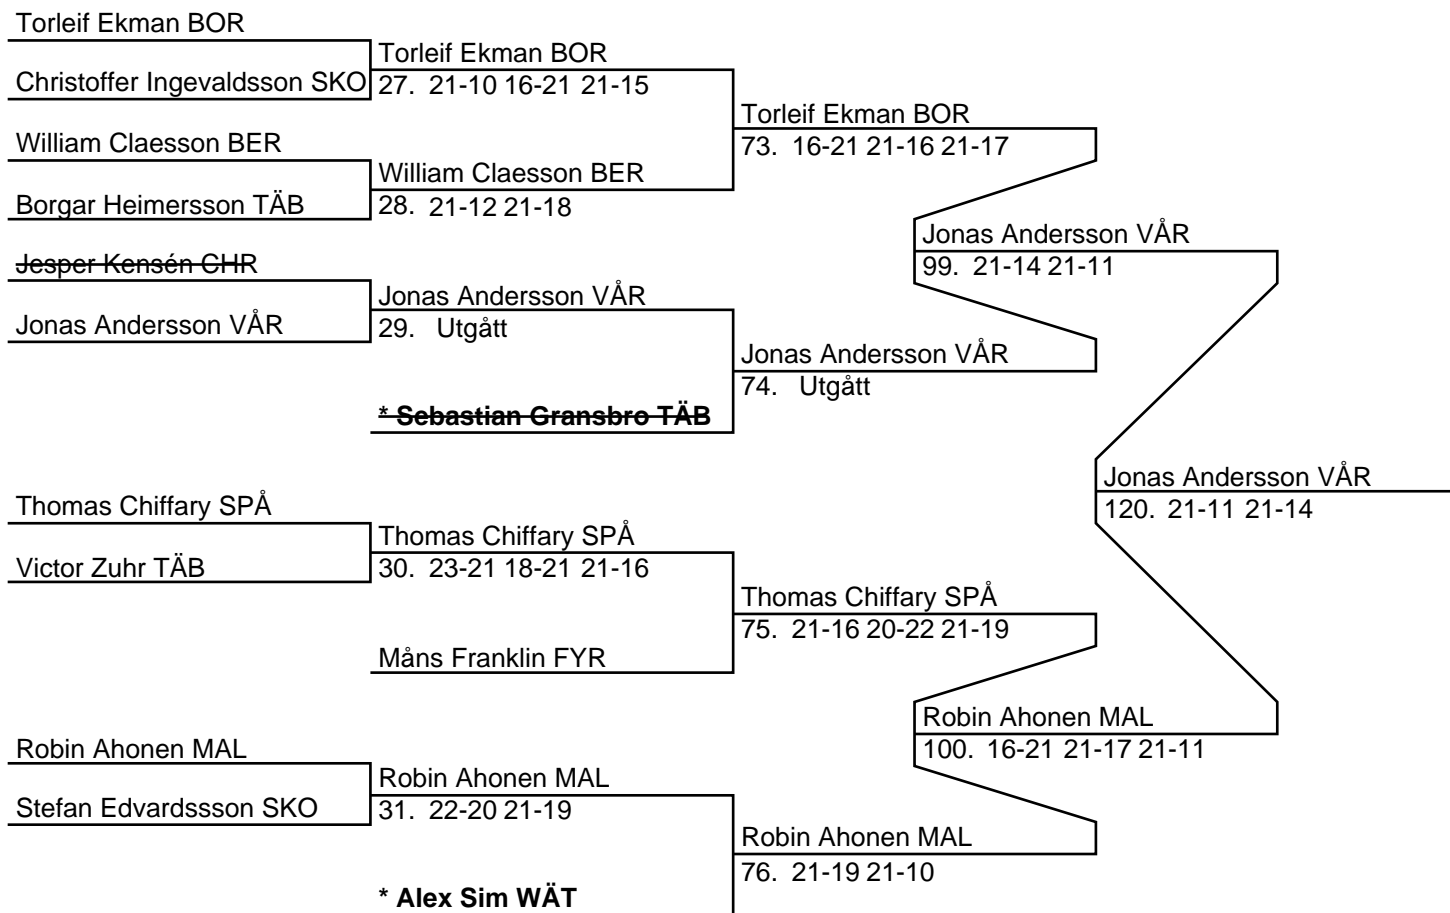 Torleif Ekman BOR
Christoffer Ingevaldsson SKO
William Claesson BER
Borgar Heimersson TÄB
Jesper Kensén CHR
Jonas Andersson VÅR
Thomas Chiffary SPÅ
Victor Zuhr TÄB
Robin Ahonen MAL
Stefan Edvardssson SKO
Torleif Ekman BOR
27. 21-10 16-21 21-15
William Claesson BER
28. 21-12 21-18
Jonas Andersson VÅR
29. Utgått
* Sebastian Gransbro TÄB
Thomas Chiffary SPÅ
30. 23-21 18-21 21-16
Måns Franklin FYR
Robin Ahonen MAL
31. 22-20 21-19
* Alex Sim WÄT
Torleif Ekman BOR
73. 16-21 21-16 21-17
Jonas Andersson VÅR
74. Utgått
Thomas Chiffary SPÅ
75. 21-16 20-22 21-19
Robin Ahonen MAL
76. 21-19 21-10
Jonas Andersson VÅR
99. 21-14 21-11
Robin Ahonen MAL
100. 16-21 21-17 21-11
Jonas Andersson VÅR
120. 21-11 21-14